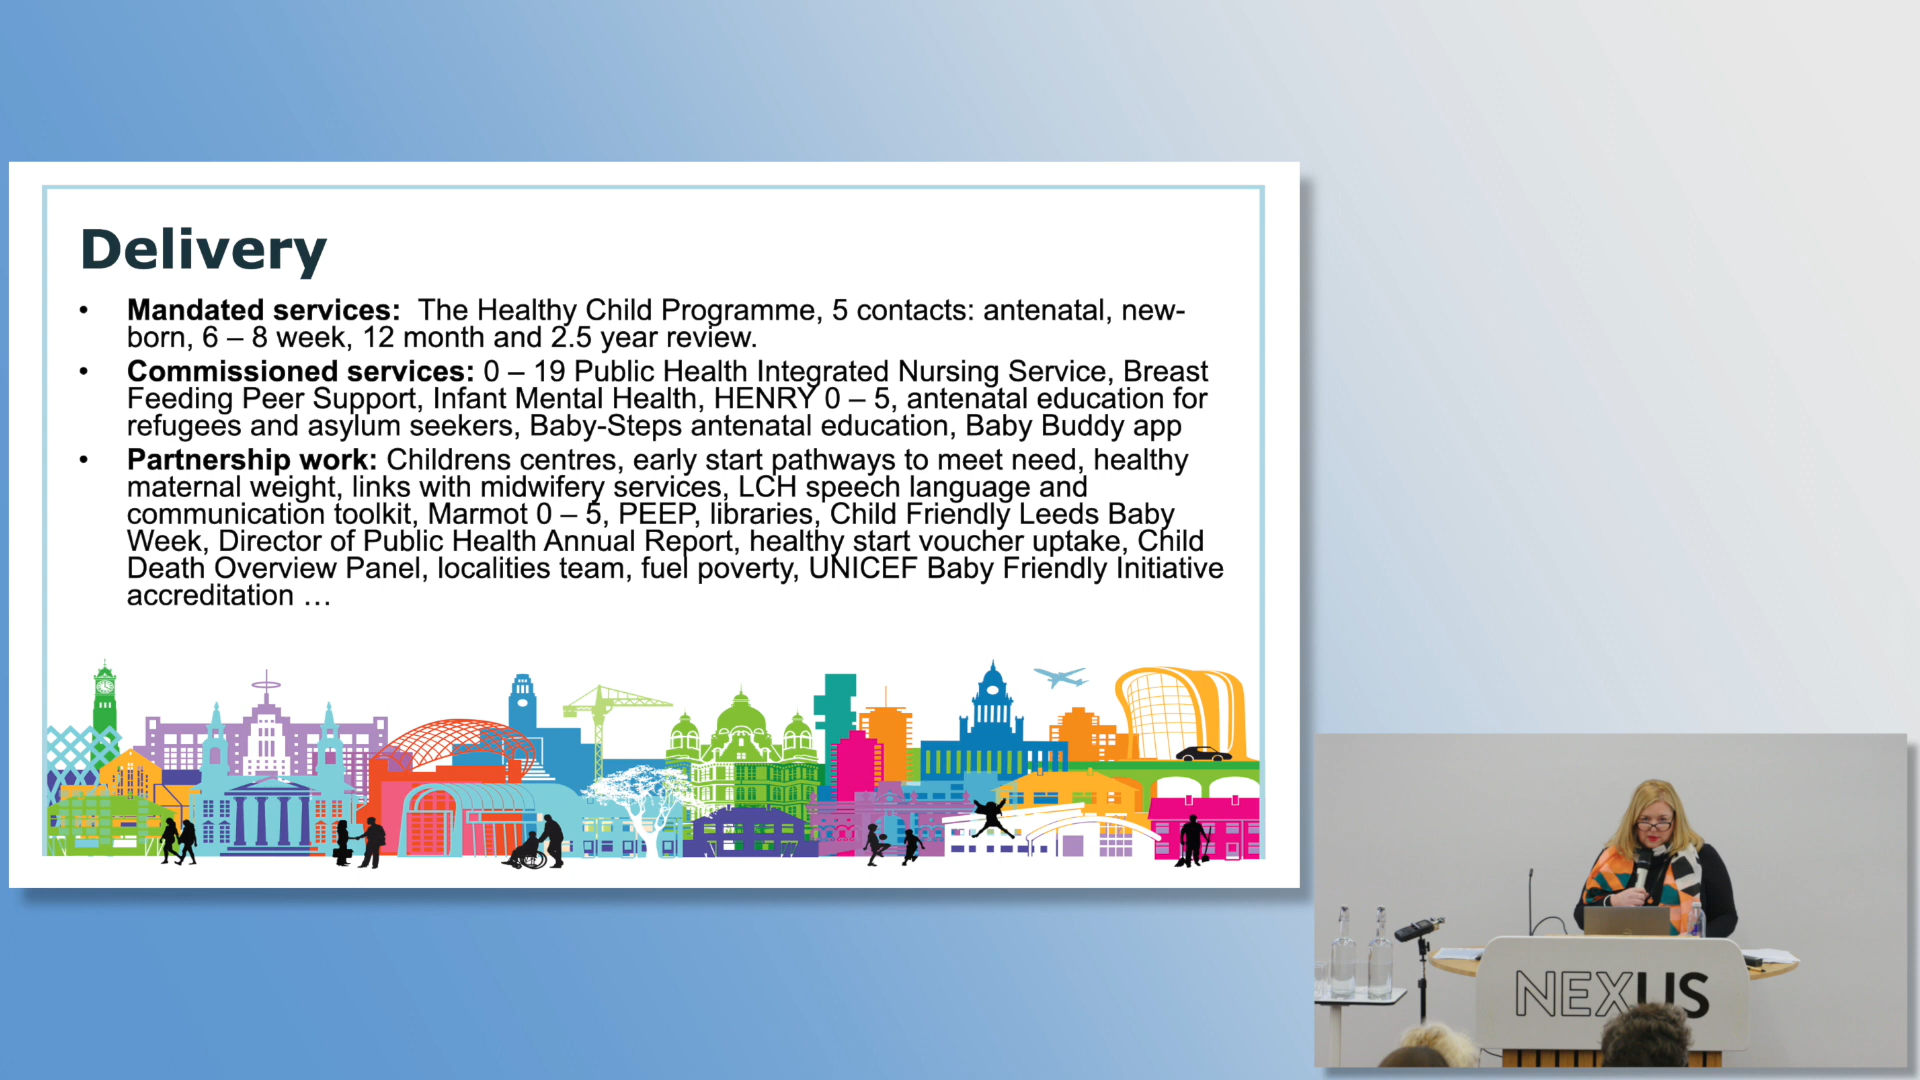 Delivery
• Mandated services: The Healthy Child Programme, 5 contacts: antenatal, new-
born, 6 – 8 week, 12 month and 2.5 year review.
• Commissioned services: 0 – 19 Public Health Integrated Nursing Service, Breast
Feeding Peer Support, Infant Mental Health, HENRY 0 – 5, antenatal education for
refugees and asylum seekers, Baby-Steps antenatal education, Baby Buddy app
• Partnership work: Childrens centres, early start pathways to meet need, healthy
maternal weight, links with midwifery services, LCH speech language and
communication toolkit, Marmot 0 – 5, PEEP, libraries, Child Friendly Leeds Baby
Week, Director of Public Health Annual Report, healthy start voucher uptake, Child
Death Overview Panel, localities team, fuel poverty, UNICEF Baby Friendly Initiative
accreditation …
NEXUS